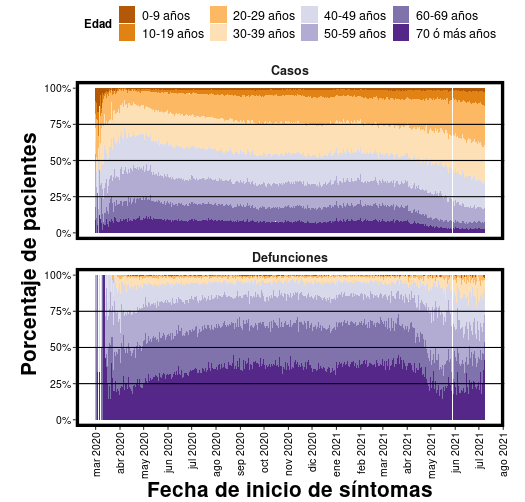 Edad
0-9 años
20-29 años
40-49 años
60-69 años
10-19 años
30-39 años
50-59 años
70 ó más años
Casos
100%
75%
50%
25%
0%
Defunciones
100%
75%
50%
25%
0%
Porcentaje de pacientes
mar 2020
abr 2020
may 2020
jun 2020
jul 2020
ago 2020
sep 2020
oct 2020
nov 2020
dic 2020
ene 2021
feb 2021
mar 2021
abr 2021
may 2021
jun 2021
jul 2021
ago 2021
Fecha de inicio de síntomas